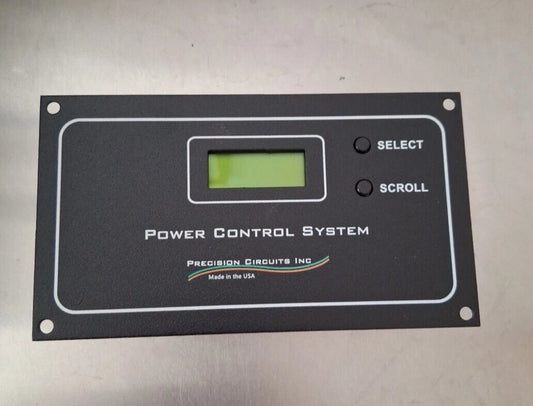 SELECT
SCROLL
POWER CONTROL SYSTEM
PRECISION CIRCUITS INC
Made in the USA